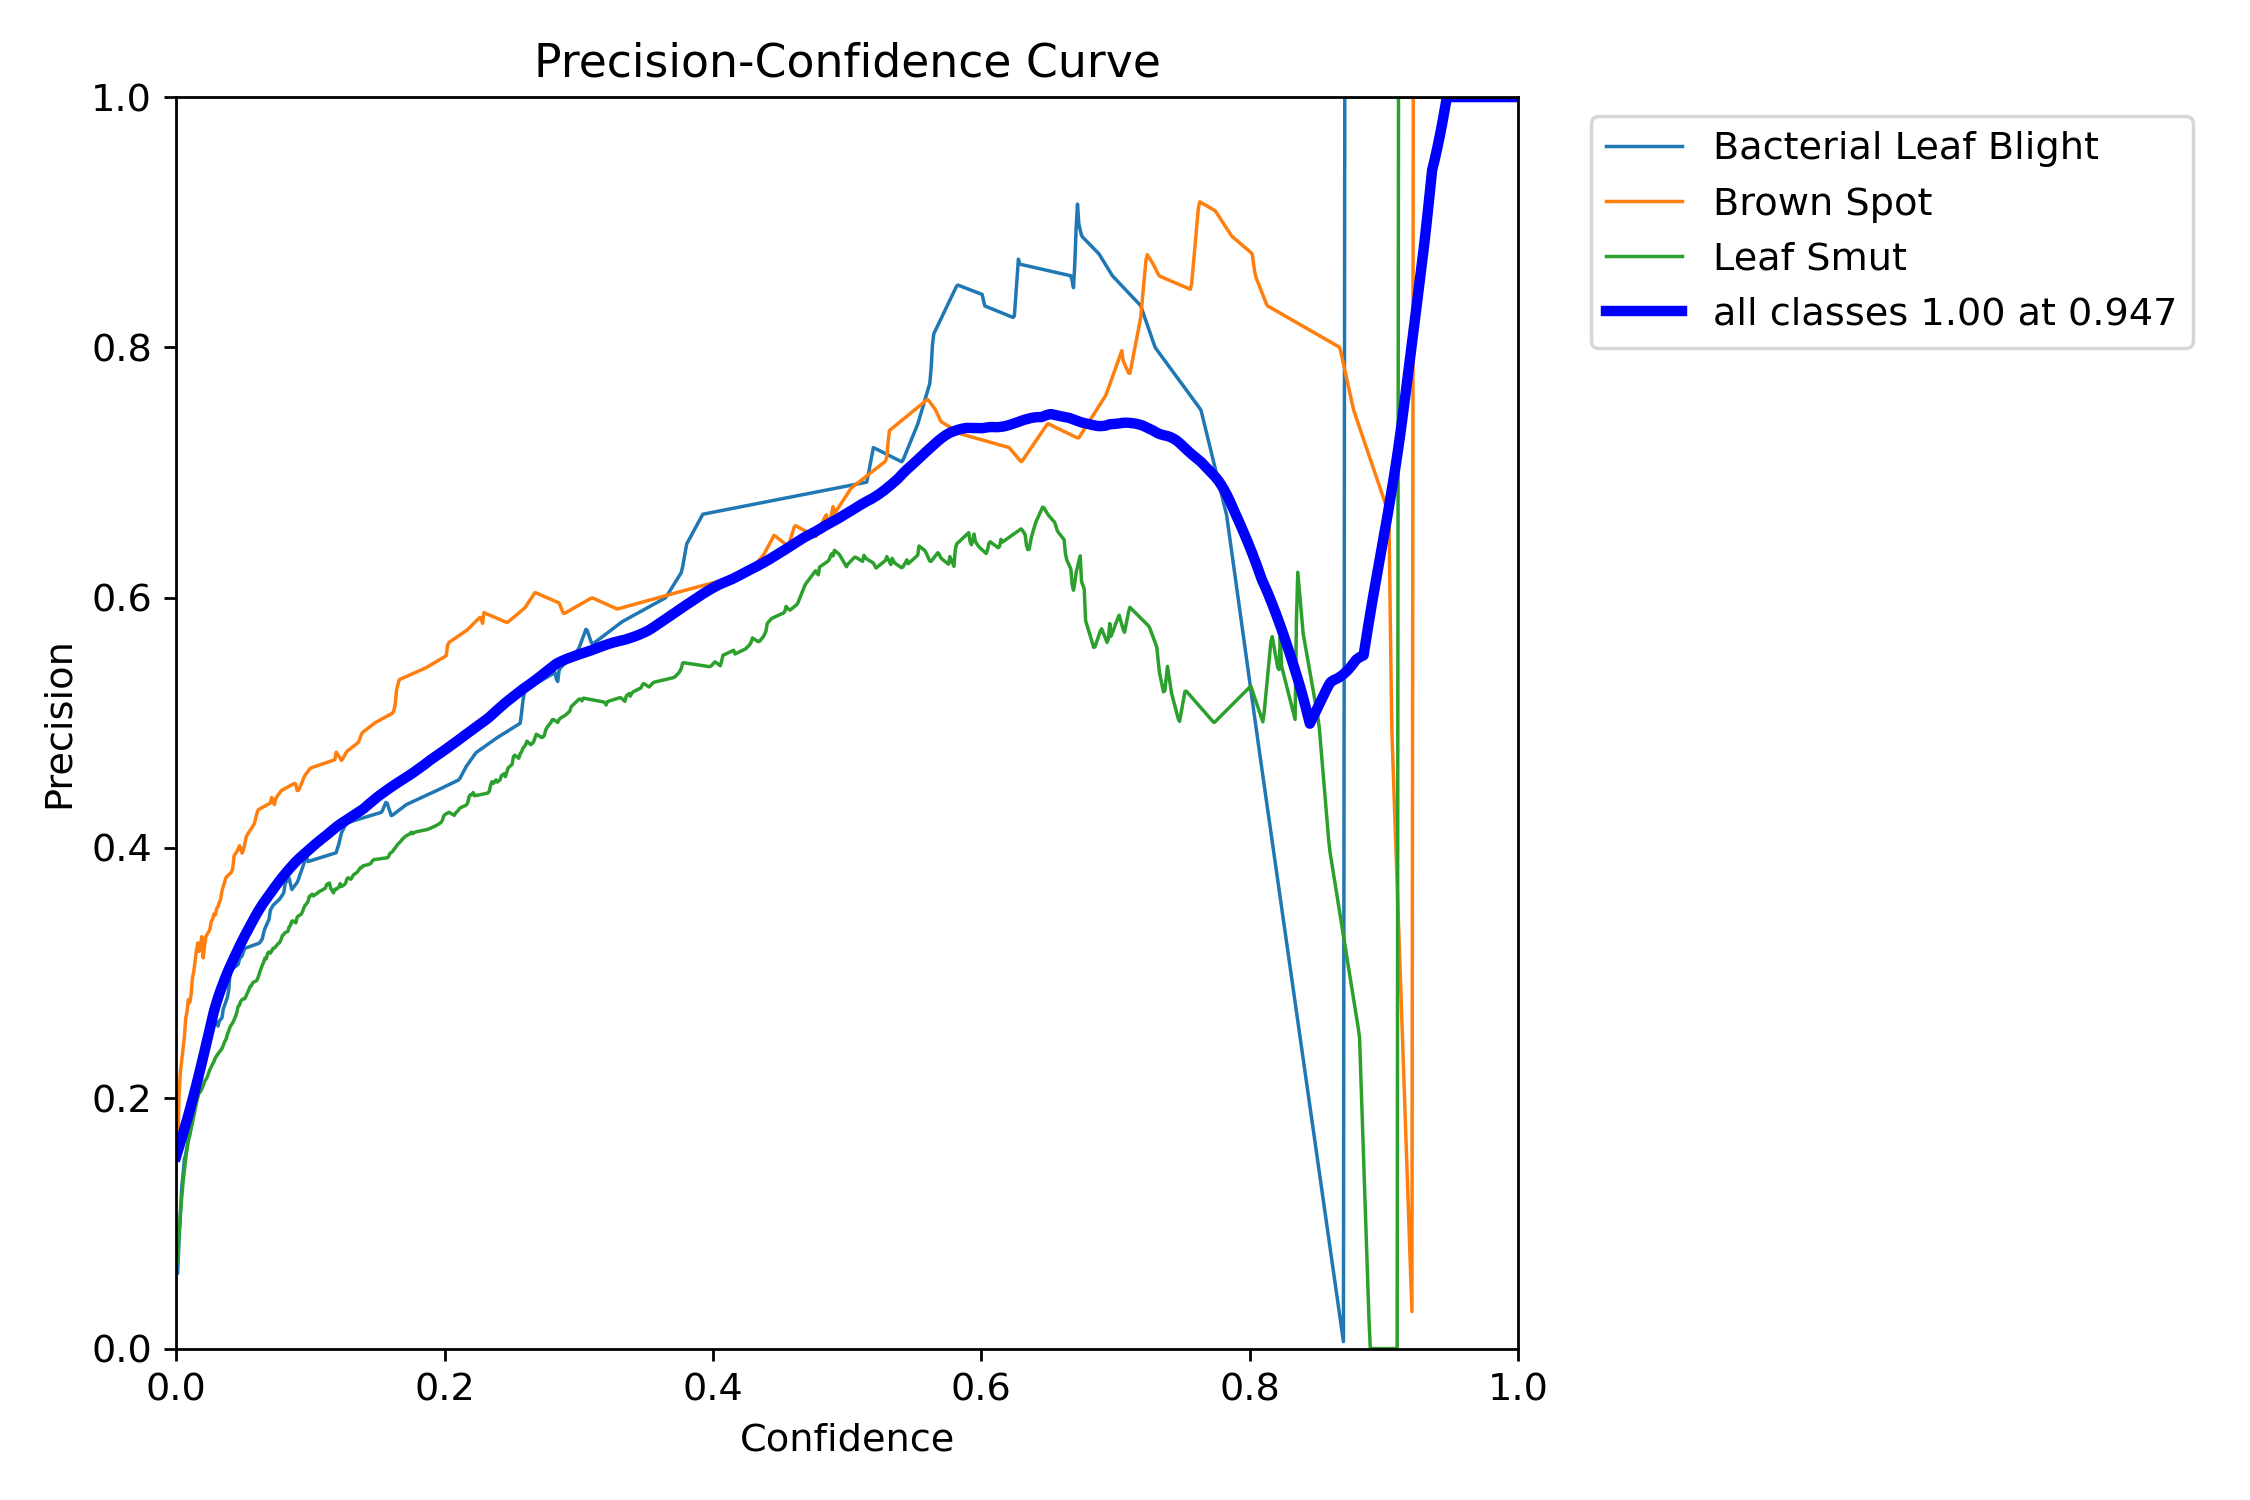 Precision-Confidence Curve
1.0
0.8
0.6
0.4
0.2
0.0
Precision
0.0 0.2 0.4 0.6 0.8 1.0
Confidence
Bacterial Leaf Blight
Brown Spot
Leaf Smut
all classes 1.00 at 0.947